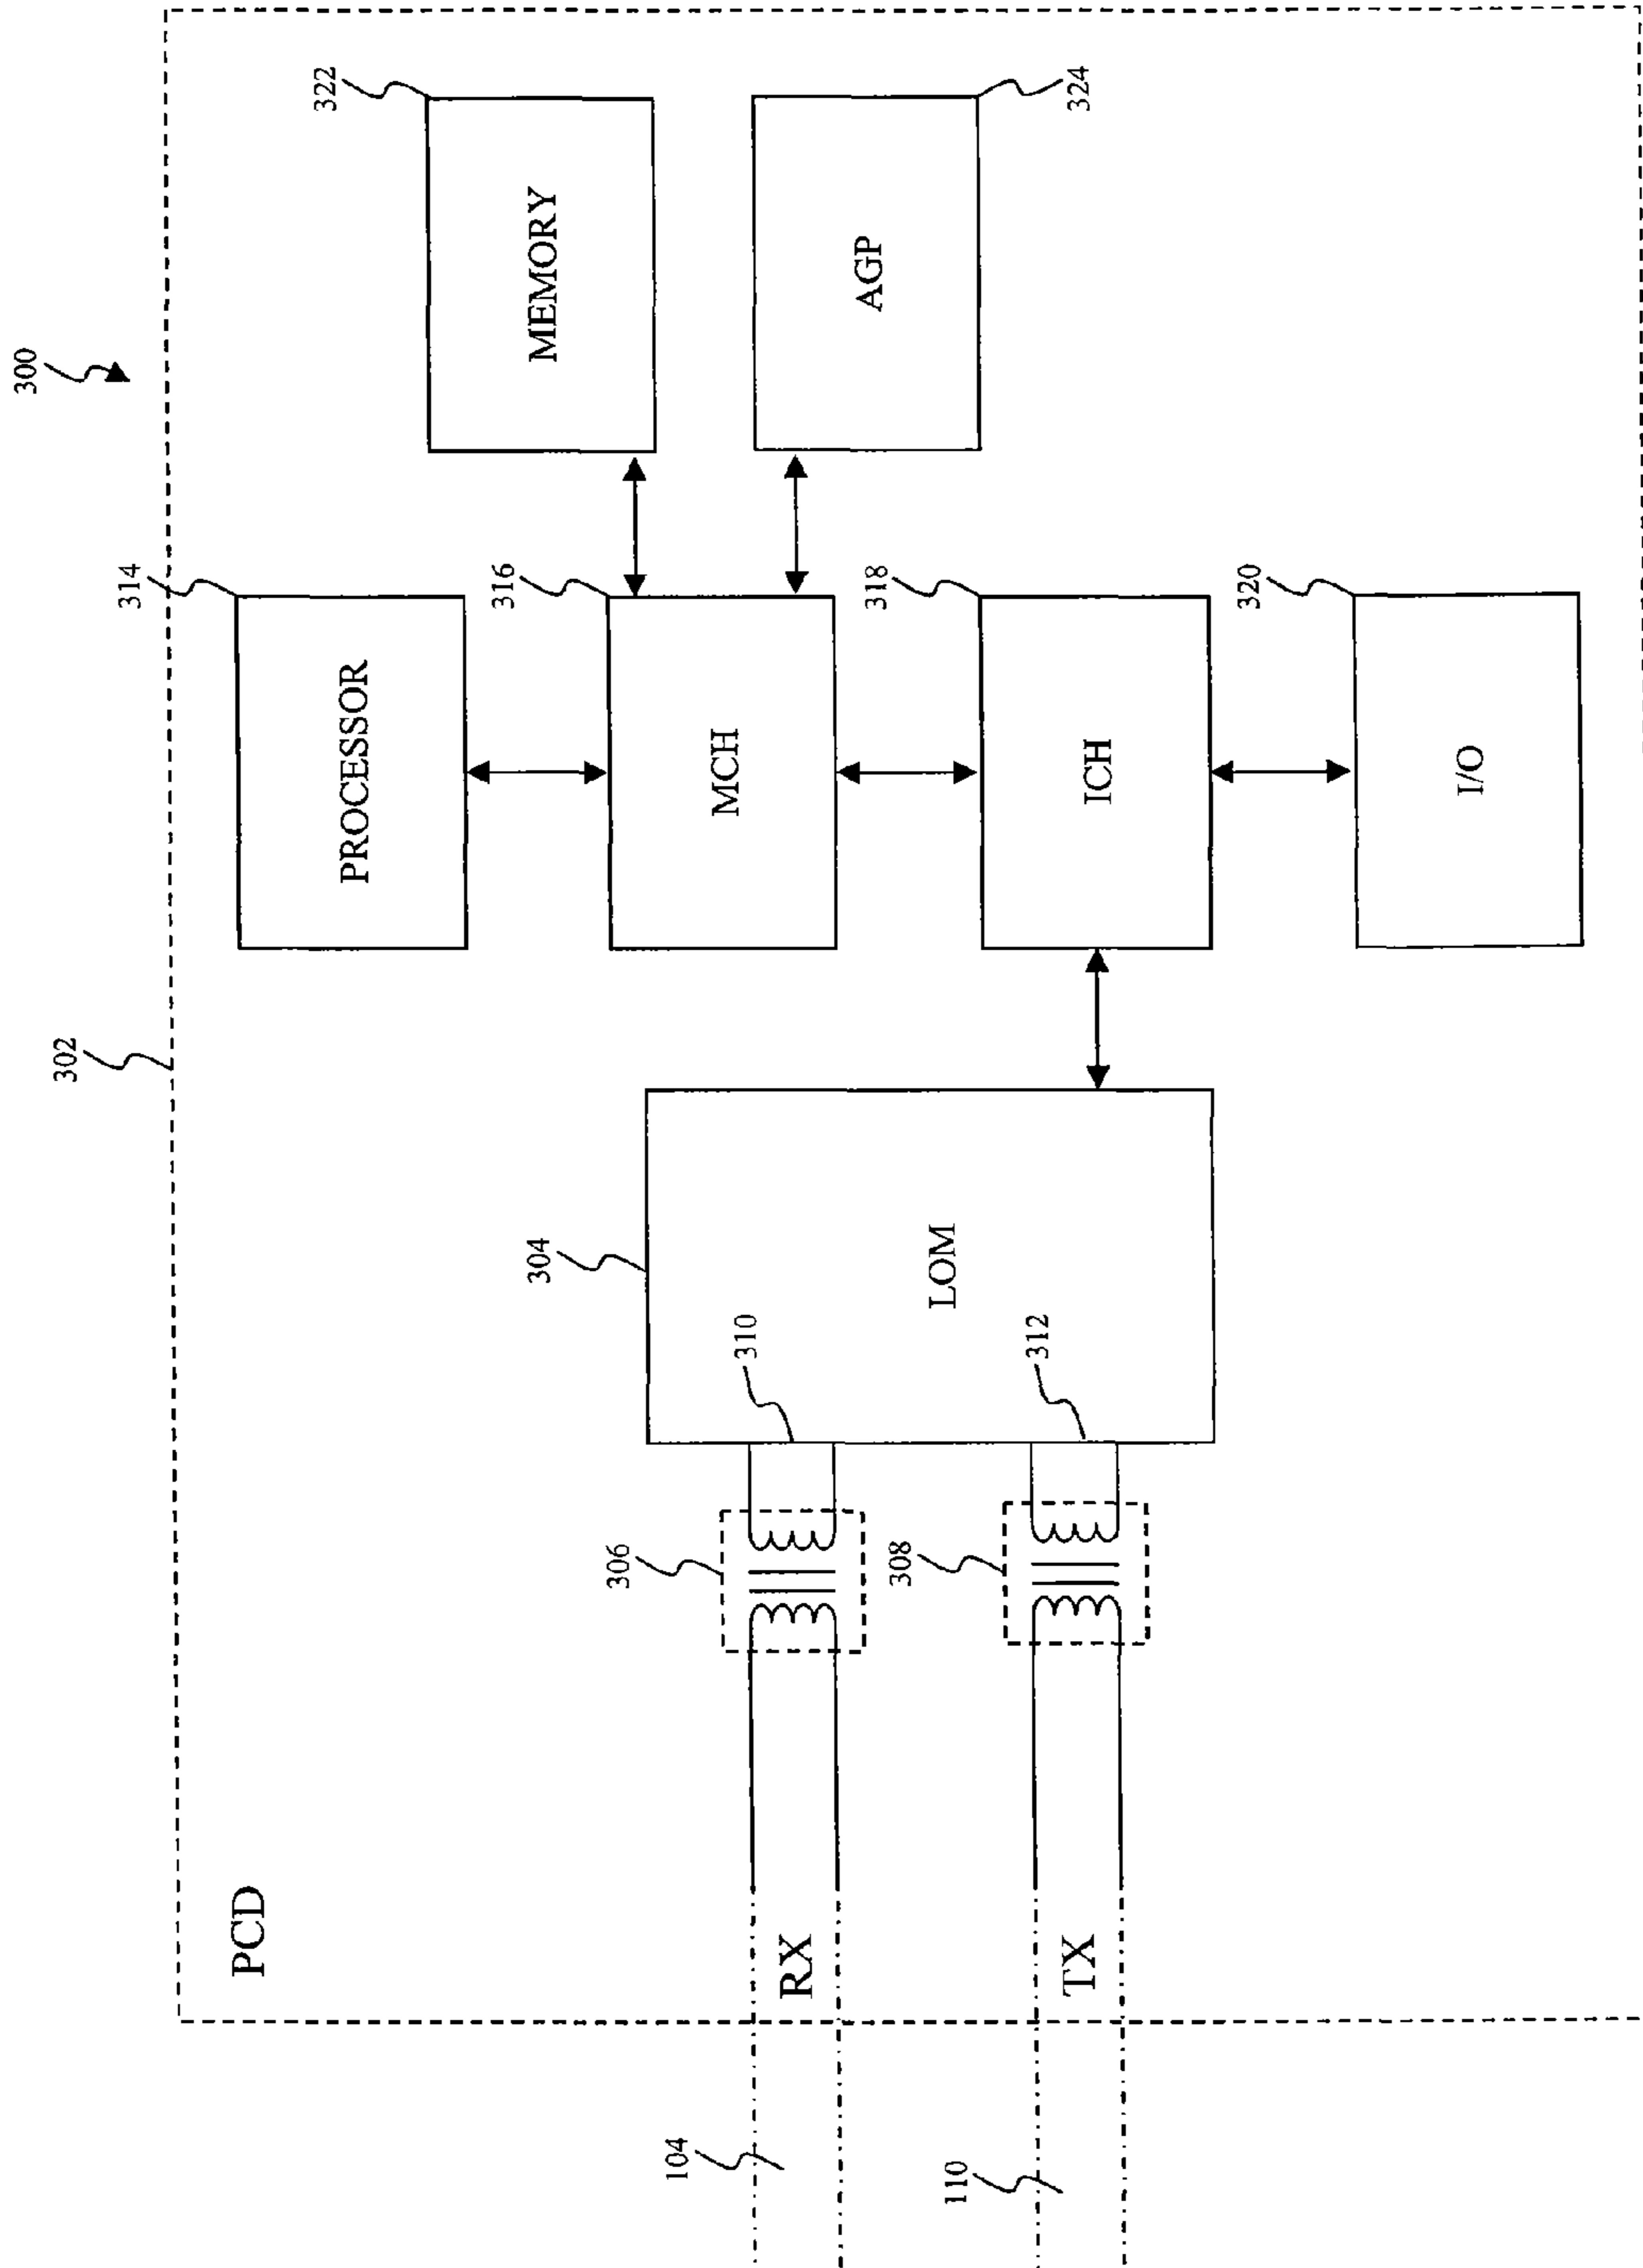 300
302
PCD
314
PROCESSOR
322
MEMORY
316
MCH
324
AGP
304
LOM
310
312
306
308
318
ICH
320
I/O
104
RX
110
TX